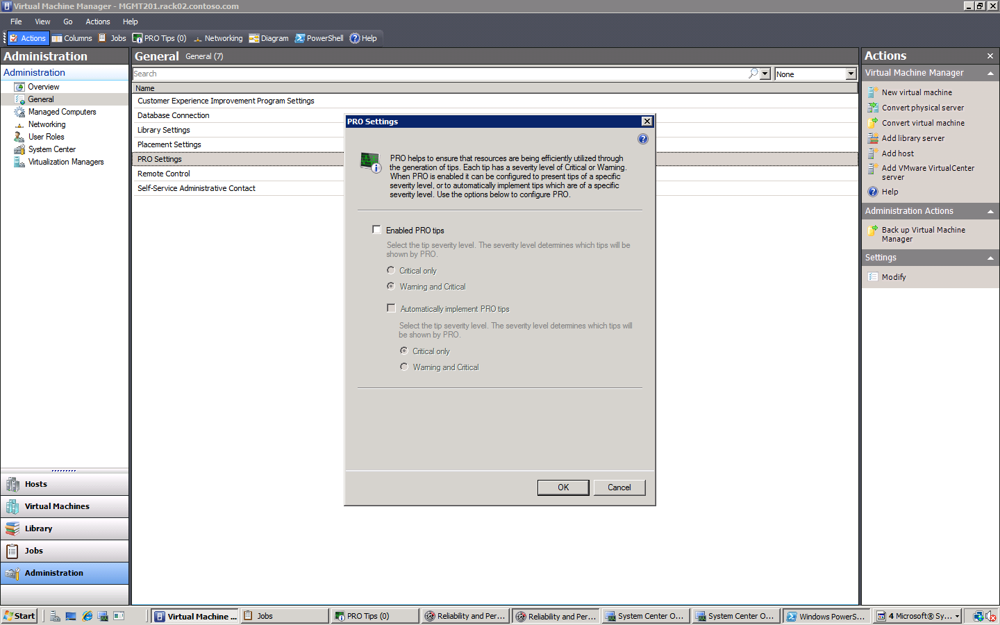 Virtual Machine Manager - MGMT201.rack02.contoso.com
File View Go Actions Help
Actions Columns Jobs PRO Tips (0) Networking Diagram PowerShell Help
Administration
Administration
Overview
General
Managed Computers
Networking
User Roles
System Center
Virtualization Managers
Hosts
Virtual Machines
Library
Jobs
Administration
General General (7)
Search
None
Name
Customer Experience Improvement Program Settings
Database Connection
Library Settings
Placement Settings
PRO Settings
Remote Control
Self-Service Administrative Contact
PRO Settings
PRO helps to ensure that resources are being efficiently utilized through
the generation of tips. Each tip has a severity level of Critical or Warning.
When PRO is enabled it can be configured to present tips of a specific
severity level, or to automatically implement tips which are of a specific
severity level. Use the options below to configure PRO.
Enabled PRO tips
Select the tip severity level. The severity level determines which tips will be
shown by PRO.
Critical only
Warning and Critical
Automatically implement PRO tips
Select the tip severity level. The severity level determines which tips will
be shown by PRO.
Critical only
Warning and Critical
OK Cancel
Actions
Virtual Machine Manager
New virtual machine
Convert physical server
Convert virtual machine
Add library server
Add host
Add VMware VirtualCenter
server
Help
Administration Actions
Back up Virtual Machine
Manager
Settings
Modify
Start
Virtual Machine ...
Jobs
PRO Tips (0)
Reliability and Per...
Reliability and Per...
System Center O...
System Center O...
Windows PowerS...
4 Microsoft® Sy...